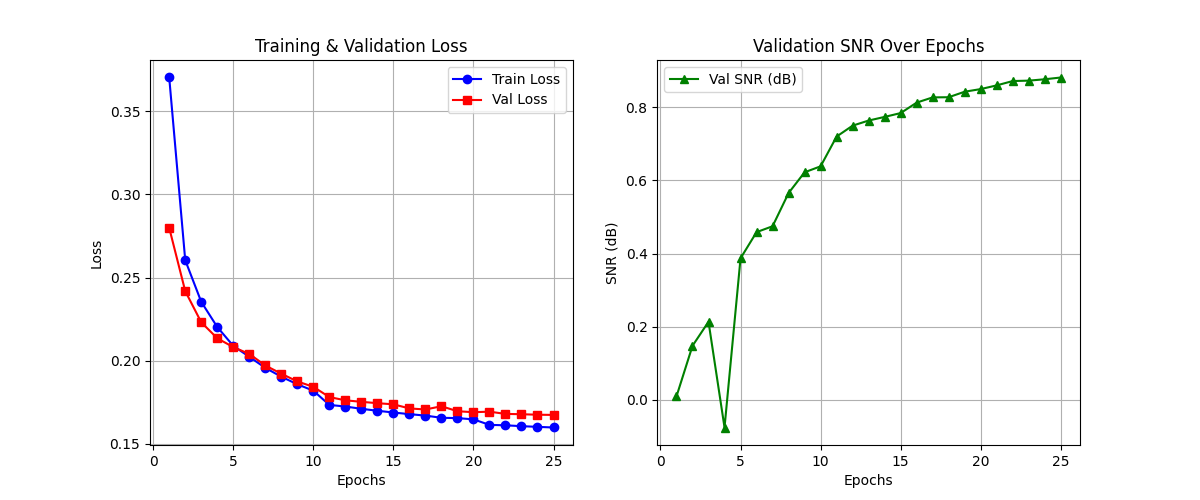 Training & Validation Loss
Train Loss
Val Loss
Loss
0.35
0.30
0.25
0.20
0.15
0 5 10 15 20 25
Epochs
Validation SNR Over Epochs
Val SNR (dB)
SNR (dB)
0.8
0.6
0.4
0.2
0.0
0 5 10 15 20 25
Epochs